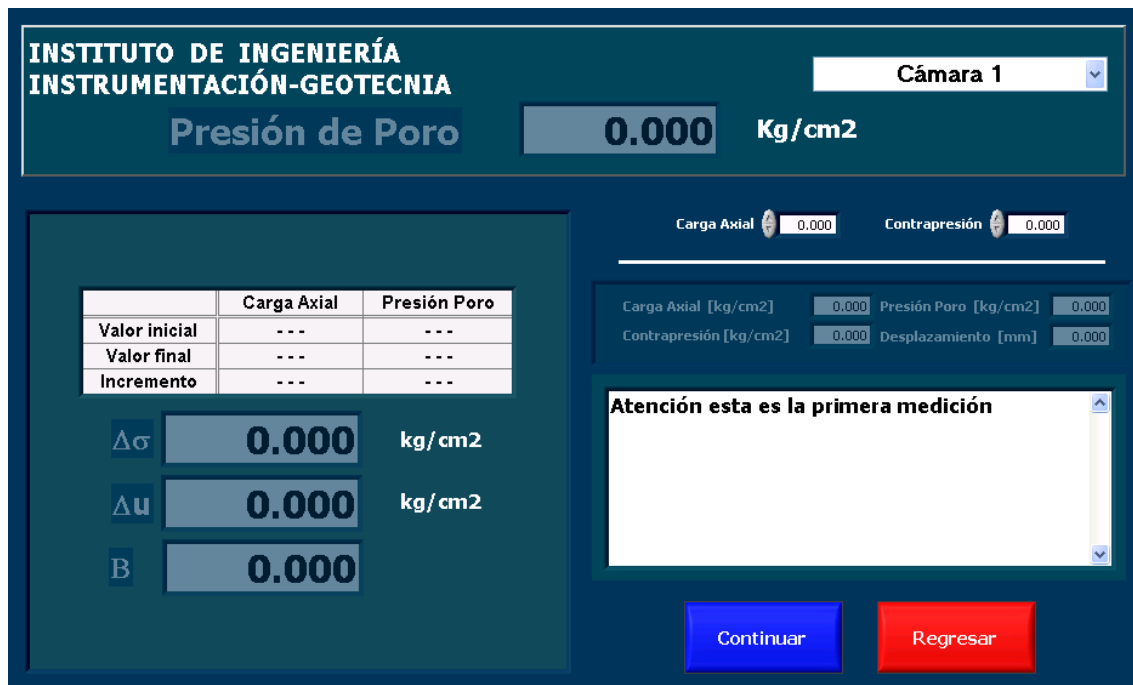 INSTITUTO DE INGENIERÍA
INSTRUMENTACIÓN-GEOTECNIA
Cámara 1
Presión de Poro 0.000 Kg/cm2
Carga Axial 0.000 Contrapresión 0.000
Carga Axial Presión Poro
Valor inicial - - - - - -
Valor final - - - - - -
Incremento - - - - - -
Δσ 0.000 kg/cm2
Δu 0.000 kg/cm2
B 0.000
Carga Axial [kg/cm2] 0.000 Presión Poro [kg/cm2] 0.000
Contrapresión [kg/cm2] 0.000 Desplazamiento [mm] 0.000
Atención esta es la primera medición
Continuar Regresar